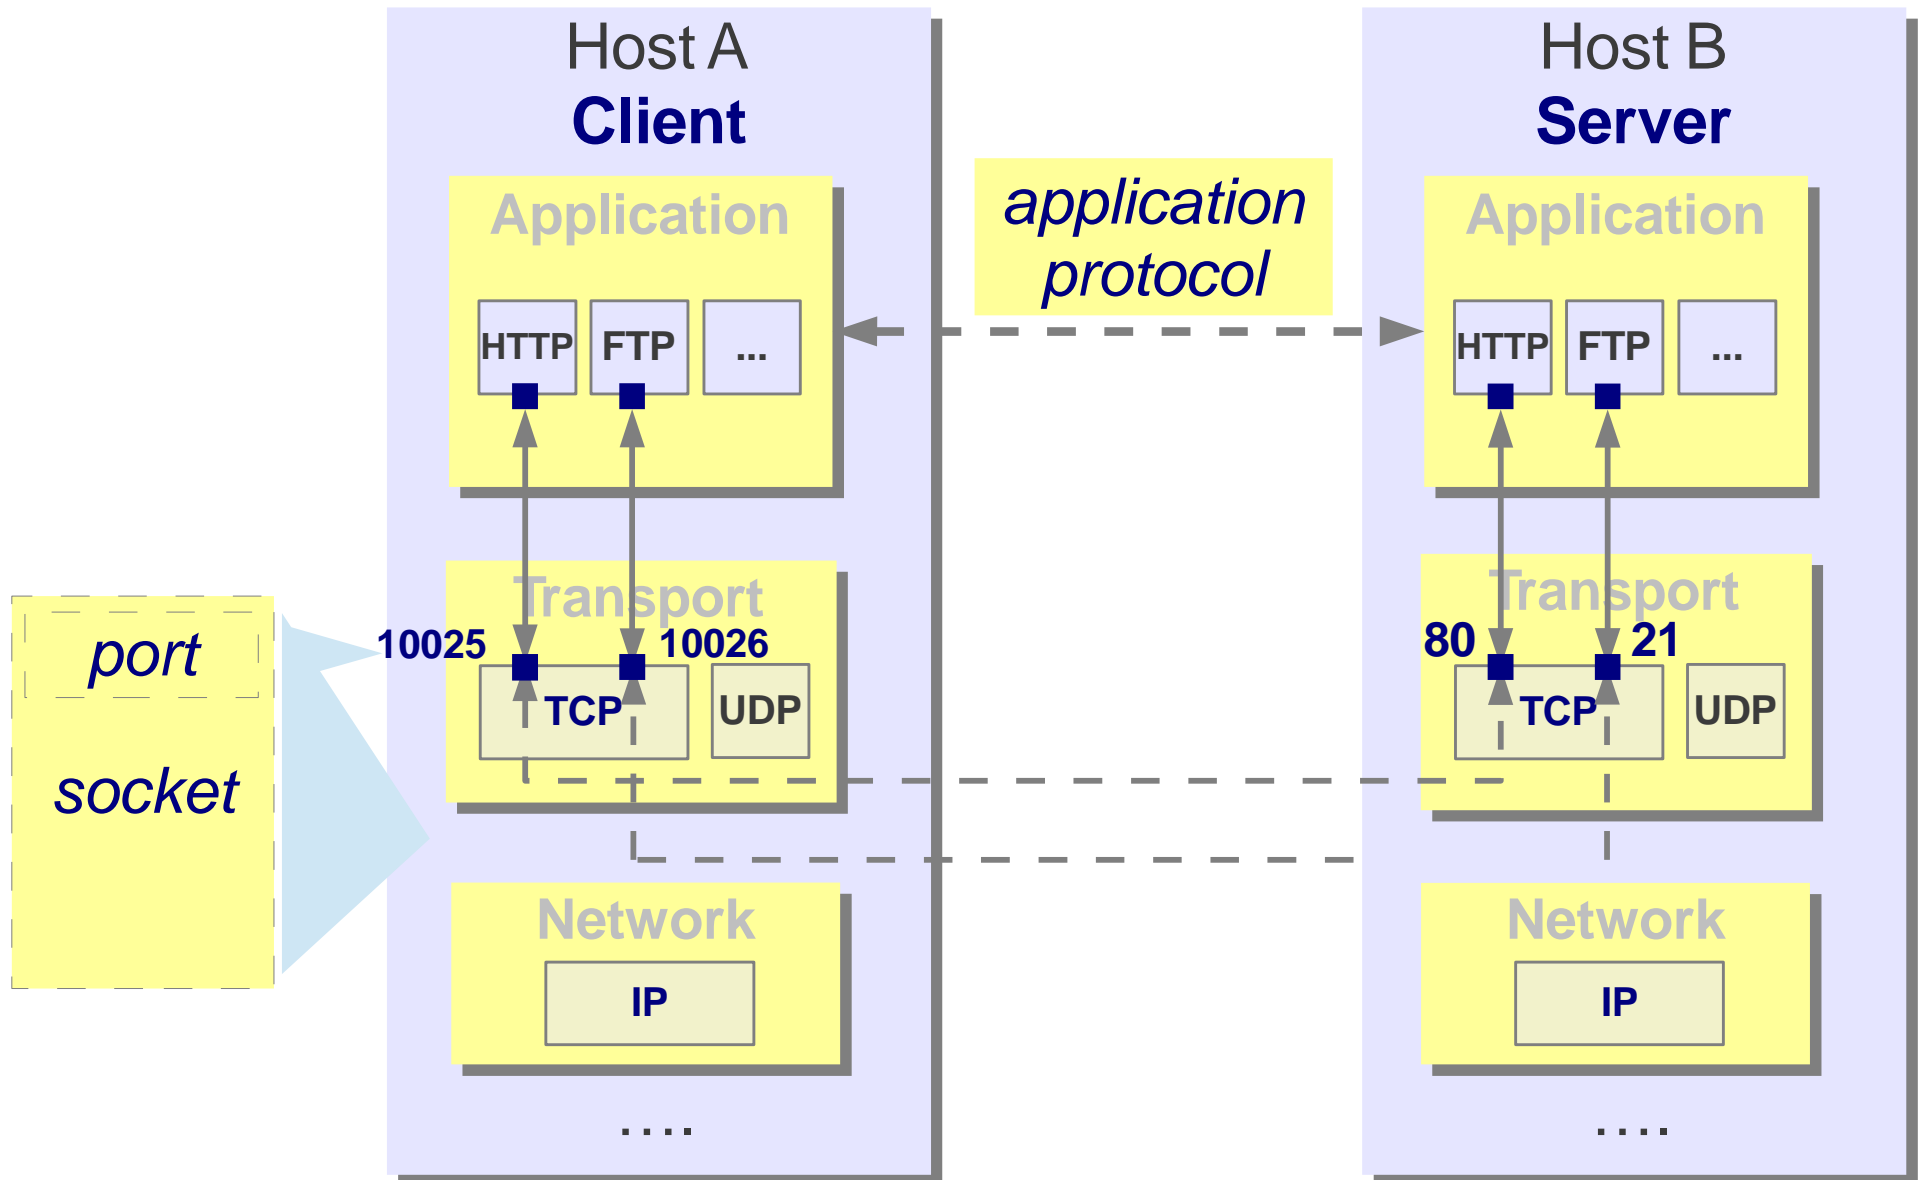 Host A
Client
Application
HTTP FTP ...
Transport
10025 10026
TCP UDP
Network
IP
....
application
protocol
port
socket
Host B
Server
Application
HTTP FTP ...
Transport
80 21
TCP UDP
Network
IP
....